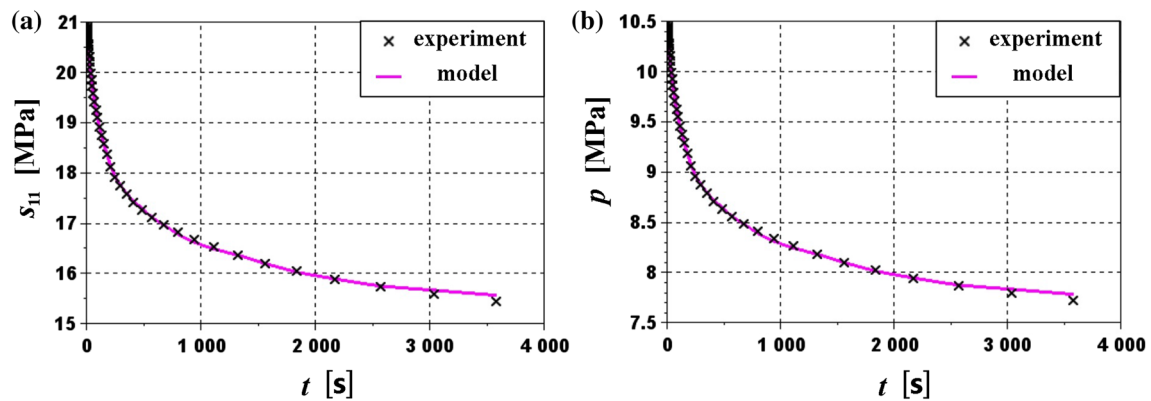 (a)
experiment
model
21
20
19
18
17
16
15
s₁₁ [MPa]
0
1 000
2 000
3 000
4 000
t [s]
(b)
experiment
model
10.5
10
9.5
9
8.5
8
7.5
p [MPa]
0
1 000
2 000
3 000
4 000
t [s]